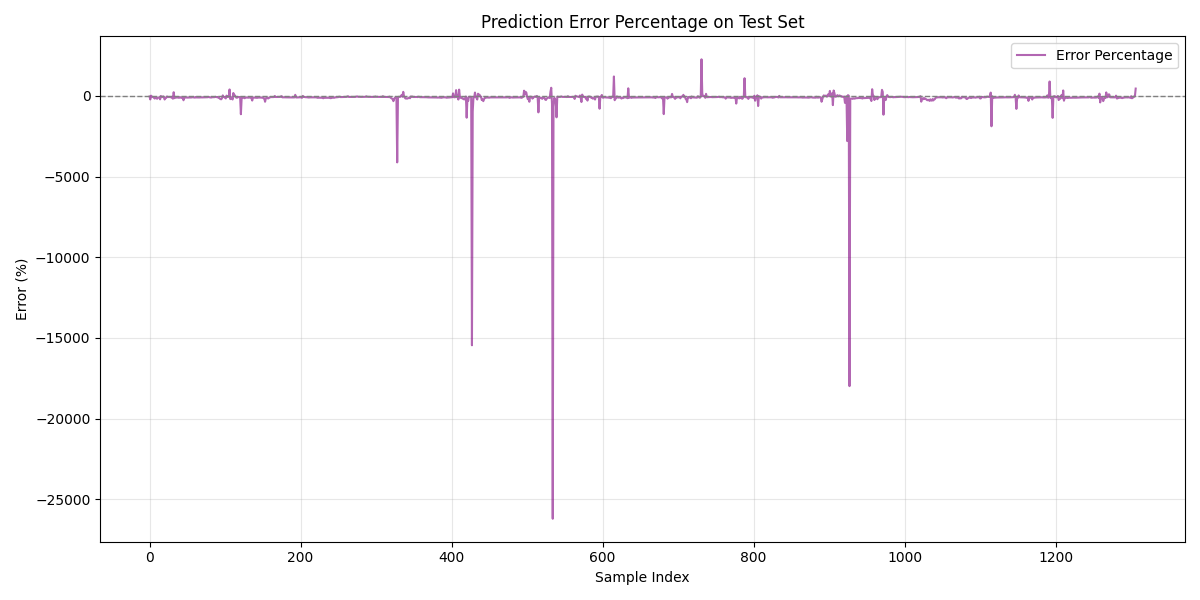 Prediction Error Percentage on Test Set
Error Percentage
Error (%)
0
−5000
−10000
−15000
−20000
−25000
0 200 400 600 800 1000 1200
Sample Index